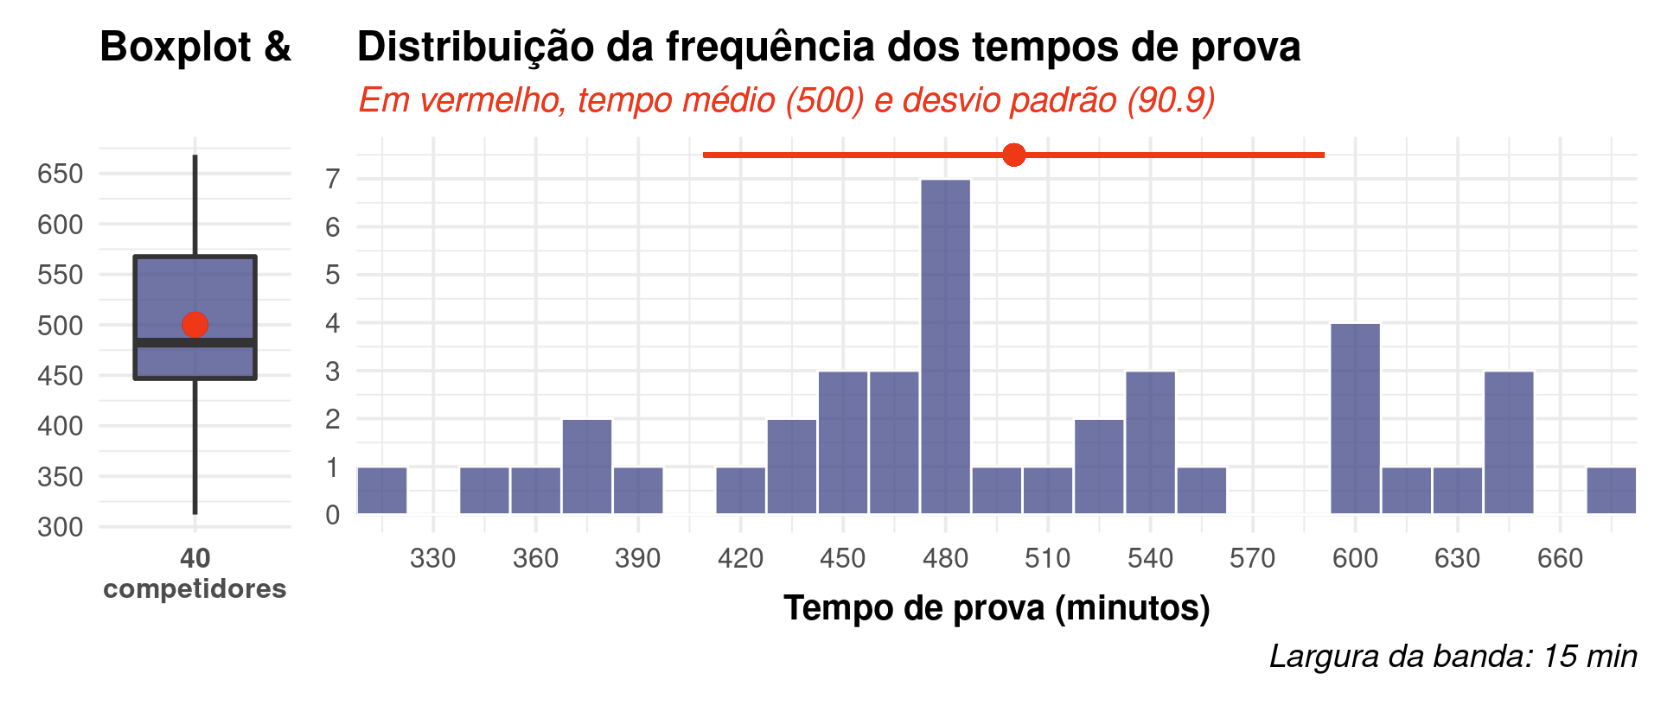 Boxplot & Distribuição da frequência dos tempos de prova
Em vermelho, tempo médio (500) e desvio padrão (90.9)
650
600
550
500
450
400
350
300
40
competidores
7
6
5
4
3
2
1
0
330 360 390 420 450 480 510 540 570 600 630 660
Tempo de prova (minutos)
Largura da banda: 15 min